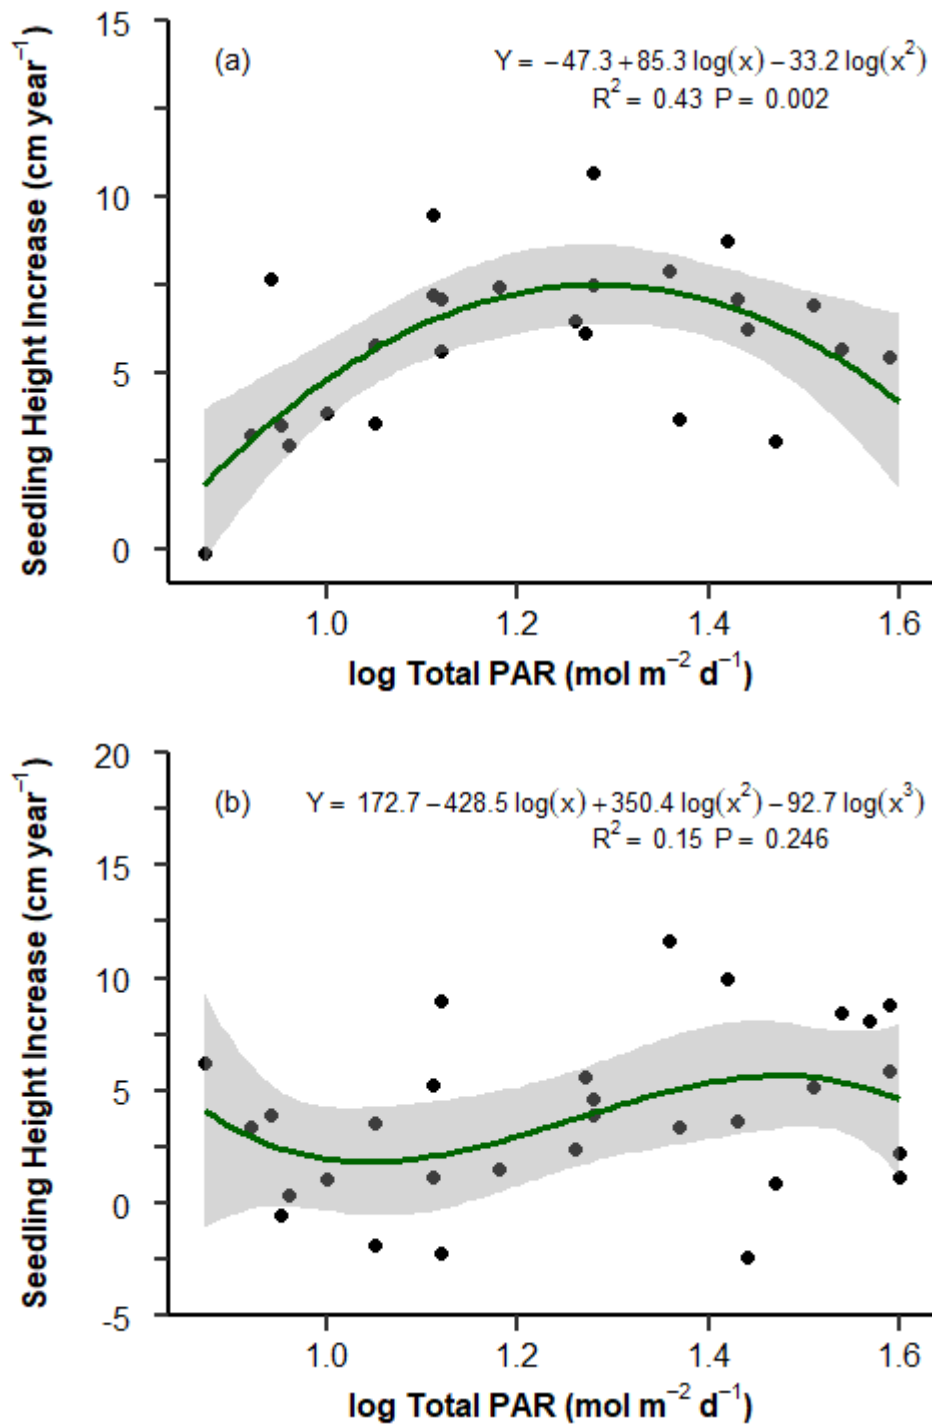 15
(a)
Y = −47.3 + 85.3 log(x) − 33.2 log(x²)
R² = 0.43 P = 0.002
10
5
0
Seedling Height Increase (cm year⁻¹)
1.0 1.2 1.4 1.6
log Total PAR (mol m⁻² d⁻¹)
20
(b)
Y = 172.7 − 428.5 log(x) + 350.4 log(x²) − 92.7 log(x³)
R² = 0.15 P = 0.246
15
10
5
0
-5
Seedling Height Increase (cm year⁻¹)
1.0 1.2 1.4 1.6
log Total PAR (mol m⁻² d⁻¹)